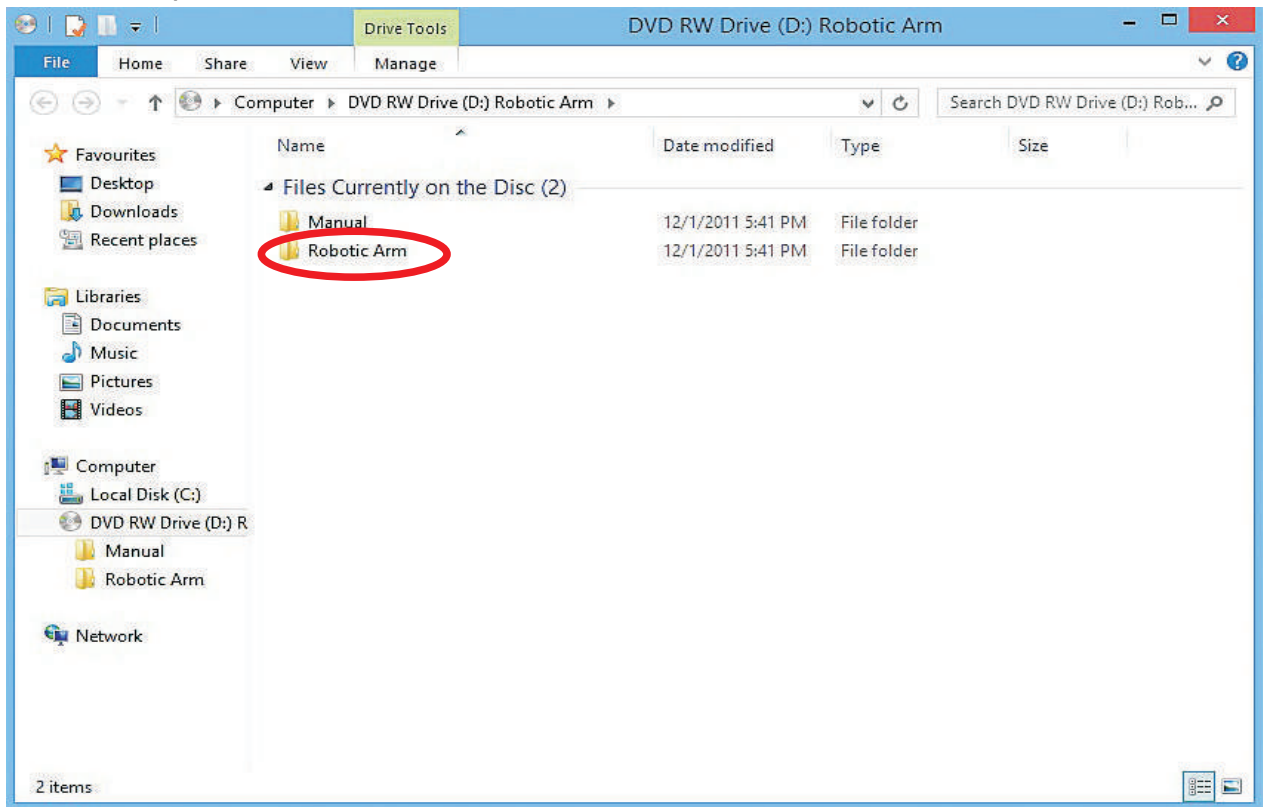 Drive Tools DVD RW Drive (D:) Robotic Arm
File Home Share View Manage
Computer DVD RW Drive (D:) Robotic Arm Search DVD RW Drive (D:) Rob...
Name Date modified Type Size
Files Currently on the Disc (2)
Manual 12/1/2011 5:41 PM File folder
Robotic Arm 12/1/2011 5:41 PM File folder
Favourites
Desktop
Downloads
Recent places
Libraries
Documents
Music
Pictures
Videos
Computer
Local Disk (C:)
DVD RW Drive (D:) R
Manual
Robotic Arm
Network
2 items